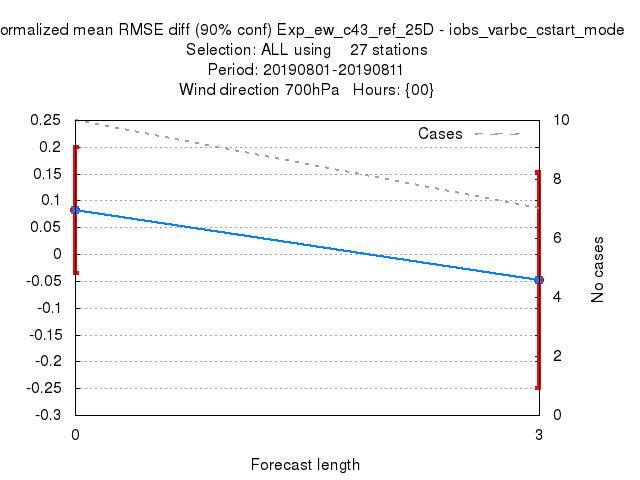 ormalized mean RMSE diff (90% conf) Exp_ew_c43_ref_25D - iobs_varbc_cstart_mode
Selection: ALL using 27 stations
Period: 20190801-20190811
Wind direction 700hPa Hours: {00}
Cases
0.25
0.2
0.15
0.1
0.05
0
-0.05
-0.1
-0.15
-0.2
-0.25
-0.3
10
8
6
4
2
0
No cases
0
3
Forecast length